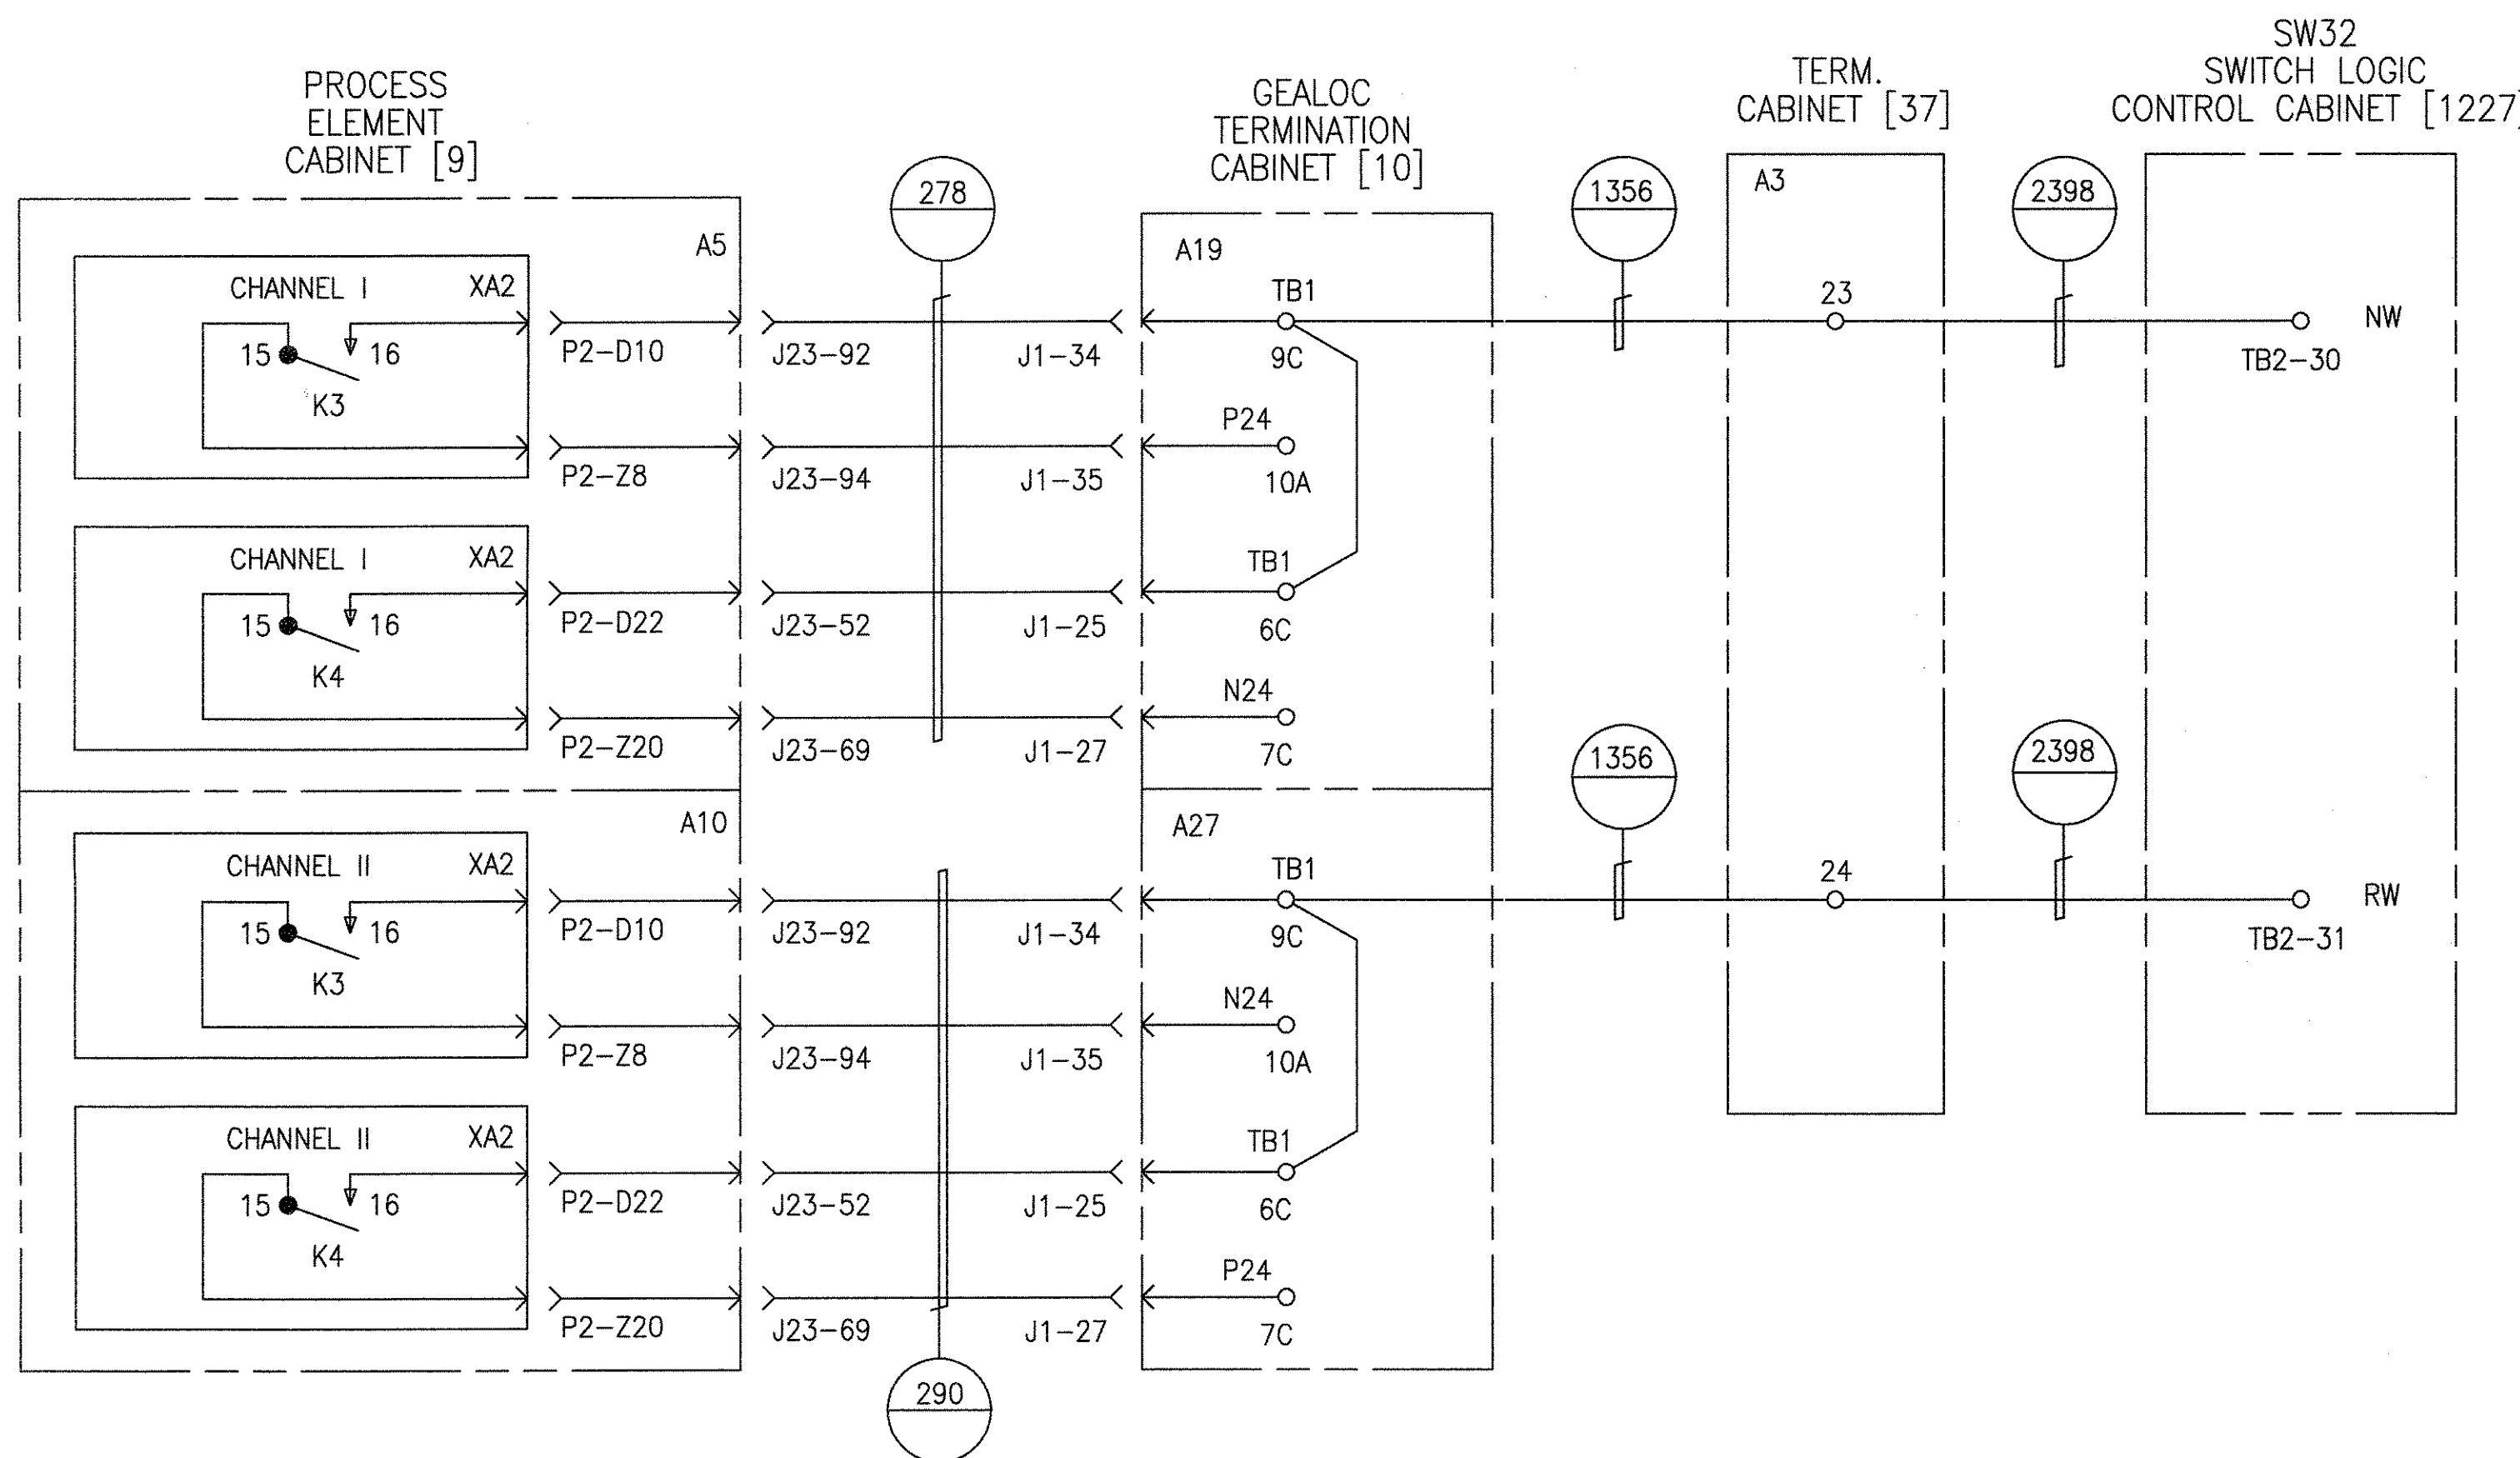 PROCESS
ELEMENT
CABINET [9]
GEALOC
TERMINATION
CABINET [10]
TERM.
CABINET [37]
SW32
SWITCH LOGIC
CONTROL CABINET [1227]
278
1356
2398
A5
A19
A3
CHANNEL I
XA2
15
16
K3
P2-D10
J23-92
J1-34
TB1
9C
23
NW
TB2-30
P2-Z8
J23-94
J1-35
P24
10A
CHANNEL I
XA2
15
16
K4
P2-D22
J23-52
J1-25
TB1
6C
P2-Z20
J23-69
J1-27
N24
7C
1356
2398
A10
A27
CHANNEL II
XA2
15
16
K3
P2-D10
J23-92
J1-34
TB1
9C
24
RW
TB2-31
P2-Z8
J23-94
J1-35
N24
10A
CHANNEL II
XA2
15
16
K4
P2-D22
J23-52
J1-25
TB1
6C
P2-Z20
J23-69
J1-27
P24
7C
290